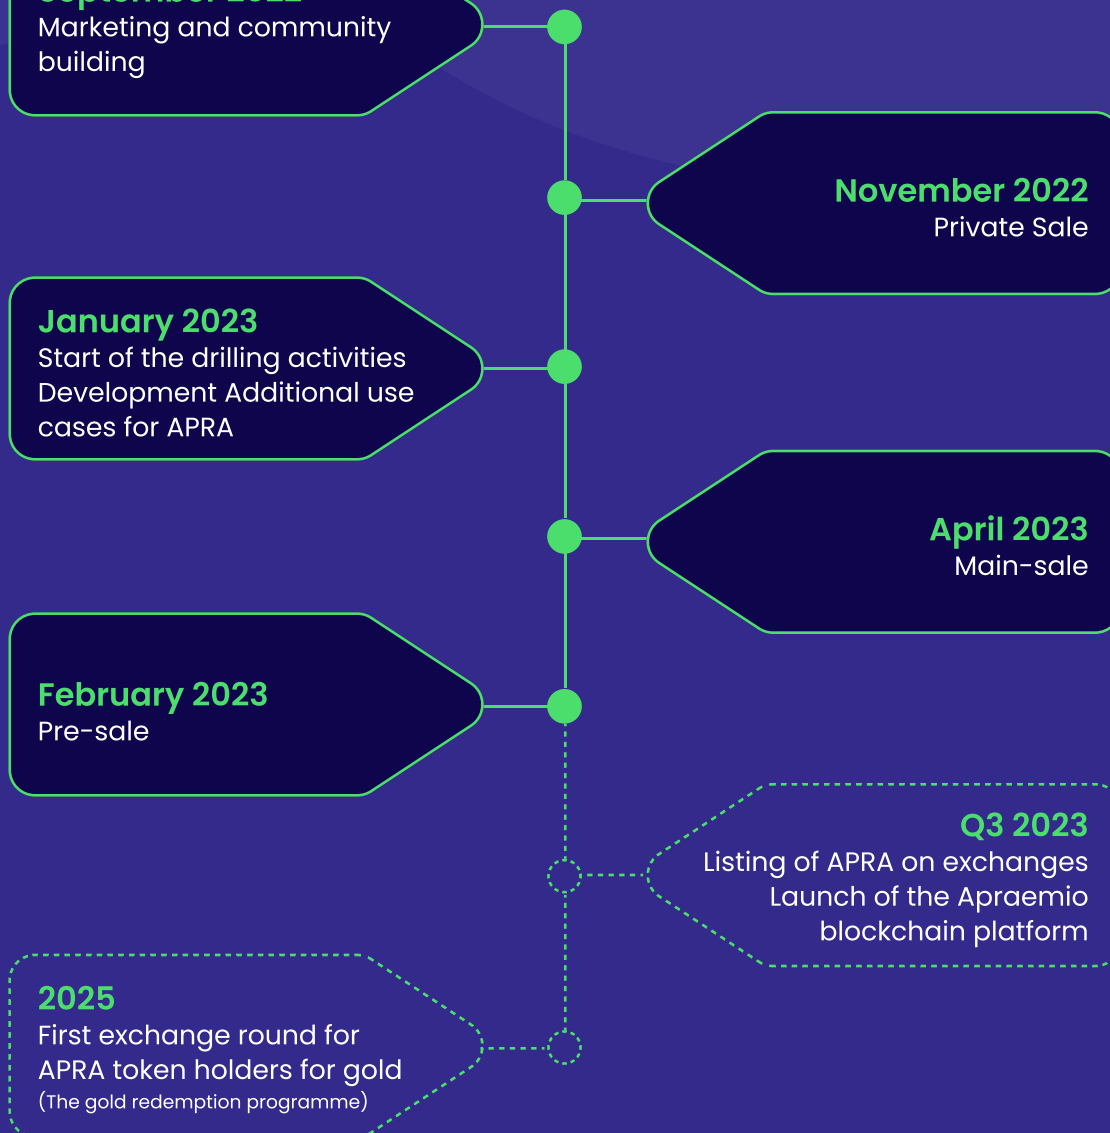 September 2022
Marketing and community
building
November 2022
Private Sale
January 2023
Start of the drilling activities
Development Additional use
cases for APRA
April 2023
Main-sale
February 2023
Pre-sale
Q3 2023
Listing of APRA on exchanges
Launch of the Apraemio
blockchain platform
2025
First exchange round for
APRA token holders for gold
(The gold redemption programme)